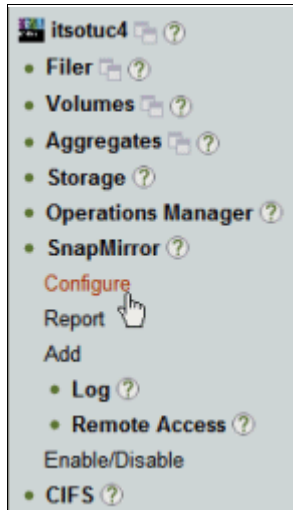 itsotuc4 ?
• Filer ?
• Volumes ?
• Aggregates ?
• Storage ?
• Operations Manager ?
• SnapMirror ?
Configure
Report
Add
• Log ?
• Remote Access ?
Enable/Disable
• CIFS ?